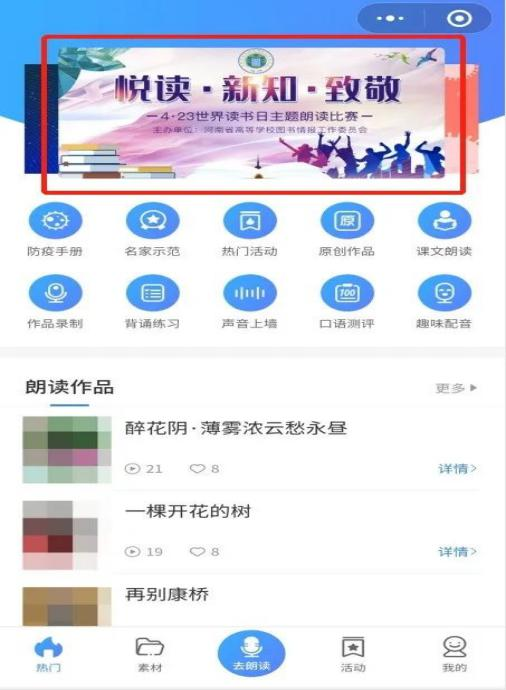 悦读·新知·致敬
4·23世界读书日主题朗读比赛
主办单位：河南省高等学校图书情报工作委员会
防疫手册 名家示范 热门活动 原创作品 课文朗读
原
作品录制 背诵练习 声音上墙 口语测评 趣味配音
100
朗读作品 更多
醉花阴·薄雾浓云愁永昼
21 8 详情>
一棵开花的树
19 8 详情>
再别康桥
热门 素材 去朗读 活动 我的